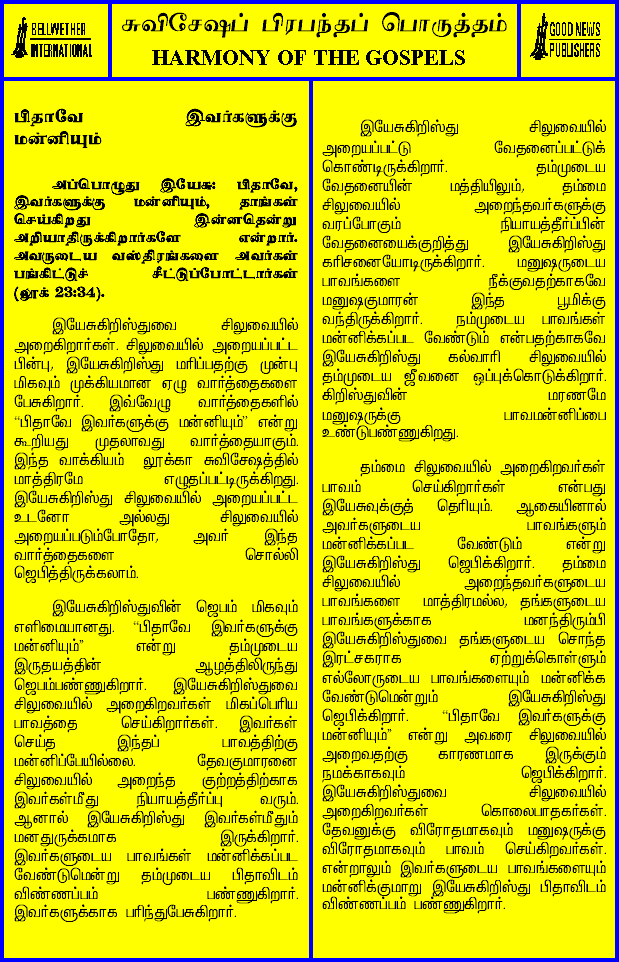 BELLWETHER
INTERNATIONAL
சுவிசேஷப் பிரபந்தப் பொருத்தம்
HARMONY OF THE GOSPELS
GOOD NEWS
PUBLISHERS
பிதாவே இவர்களுக்கு
மன்னியும்
அப்பொழுது இயேசு: பிதாவே,
இவர்களுக்கு மன்னியும், தாங்கள்
செய்கிறது இன்னதென்று
அறியாதிருக்கிறார்களே என்றார்.
அவருடைய வஸ்திரங்களை அவர்கள்
பங்கிட்டுச் சீட்டுப்போட்டார்கள்
(லூக் 23:34).
இயேசுகிறிஸ்துவை சிலுவையில்
அறைகிறார்கள். சிலுவையில் அறையப்பட்ட
பின்பு, இயேசுகிறிஸ்து மரிப்பதற்கு முன்பு
மிகவும் முக்கியமான ஏழு வார்த்தைகளை
பேசுகிறார். இவ்வேழு வார்த்தைகளில்
“பிதாவே இவர்களுக்கு மன்னியும்” என்று
கூறியது முதலாவது வார்த்தையாகும்.
இந்த வாக்கியம் லூக்கா சுவிசேஷத்தில்
மாத்திரமே எழுதப்பட்டிருக்கிறது.
இயேசுகிறிஸ்து சிலுவையில் அறையப்பட்ட
உடனோ அல்லது சிலுவையில்
அறையப்படும்போதோ, அவர் இந்த
வார்த்தைகளை சொல்லி
ஜெபித்திருக்கலாம்.
இயேசுகிறிஸ்துவின் ஜெபம் மிகவும்
எளிமையானது. “பிதாவே இவர்களுக்கு
மன்னியும்” என்று தம்முடைய
இருதயத்தின் ஆழத்திலிருந்து
ஜெபம்பண்ணுகிறார். இயேசுகிறிஸ்துவை
சிலுவையில் அறைகிறவர்கள் மிகப்பெரிய
பாவத்தை செய்கிறார்கள். இவர்கள்
செய்த இந்தப் பாவத்திற்கு
மன்னிப்பேயில்லை. தேவகுமாரனை
சிலுவையில் அறைந்த குற்றத்திற்காக
இவர்கள்மீது நியாயத்தீர்ப்பு வரும்.
ஆனால் இயேசுகிறிஸ்து இவர்கள்மீதும்
மனதுருக்கமாக இருக்கிறார்.
இவர்களுடைய பாவங்கள் மன்னிக்கப்பட
வேண்டுமென்று தம்முடைய பிதாவிடம்
விண்ணப்பம் பண்ணுகிறார்.
இவர்களுக்காக பரிந்துபேசுகிறார்.
இயேசுகிறிஸ்து சிலுவையில்
அறையப்பட்டு வேதனைப்பட்டுக்
கொண்டிருக்கிறார். தம்முடைய
வேதனையின் மத்தியிலும், தம்மை
சிலுவையில் அறைந்தவர்களுக்கு
வரப்போகும் நியாயத்தீர்ப்பின்
வேதனையைக்குறித்து இயேசுகிறிஸ்து
கரிசனையோடிருக்கிறார். மனுஷருடைய
பாவங்களை நீக்குவதற்காகவே
மனுஷகுமாரன் இந்த பூமிக்கு
வந்திருக்கிறார். நம்முடைய பாவங்கள்
மன்னிக்கப்பட வேண்டும் என்பதற்காகவே
இயேசுகிறிஸ்து கல்வாரி சிலுவையில்
தம்முடைய ஜீவனை ஒப்புக்கொடுக்கிறார்.
கிறிஸ்துவின் மரணமே
மனுஷருக்கு பாவமன்னிப்பை
உண்டுபண்ணுகிறது.
தம்மை சிலுவையில் அறைகிறவர்கள்
பாவம் செய்கிறார்கள் என்பது
இயேசுவுக்குத் தெரியும். ஆகையினால்
அவர்களுடைய பாவங்களும்
மன்னிக்கப்பட வேண்டும் என்று
இயேசுகிறிஸ்து ஜெபிக்கிறார். தம்மை
சிலுவையில் அறைந்தவர்களுடைய
பாவங்களை மாத்திரமல்ல, தங்களுடைய
பாவங்களுக்காக மனந்திரும்பி
இயேசுகிறிஸ்துவை தங்களுடைய சொந்த
இரட்சகராக ஏற்றுக்கொள்ளும்
எல்லோருடைய பாவங்களையும் மன்னிக்க
வேண்டுமென்றும் இயேசுகிறிஸ்து
ஜெபிக்கிறார். “பிதாவே இவர்களுக்கு
மன்னியும்” என்று அவரை சிலுவையில்
அறைவதற்கு காரணமாக இருக்கும்
நமக்காகவும் ஜெபிக்கிறார்.
இயேசுகிறிஸ்துவை சிலுவையில்
அறைகிறவர்கள் கொலைபாதகர்கள்.
தேவனுக்கு விரோதமாகவும் மனுஷருக்கு
விரோதமாகவும் பாவம் செய்கிறவர்கள்.
என்றாலும் இவர்களுடைய பாவங்களையும்
மன்னிக்குமாறு இயேசுகிறிஸ்து பிதாவிடம்
விண்ணப்பம் பண்ணுகிறார்.